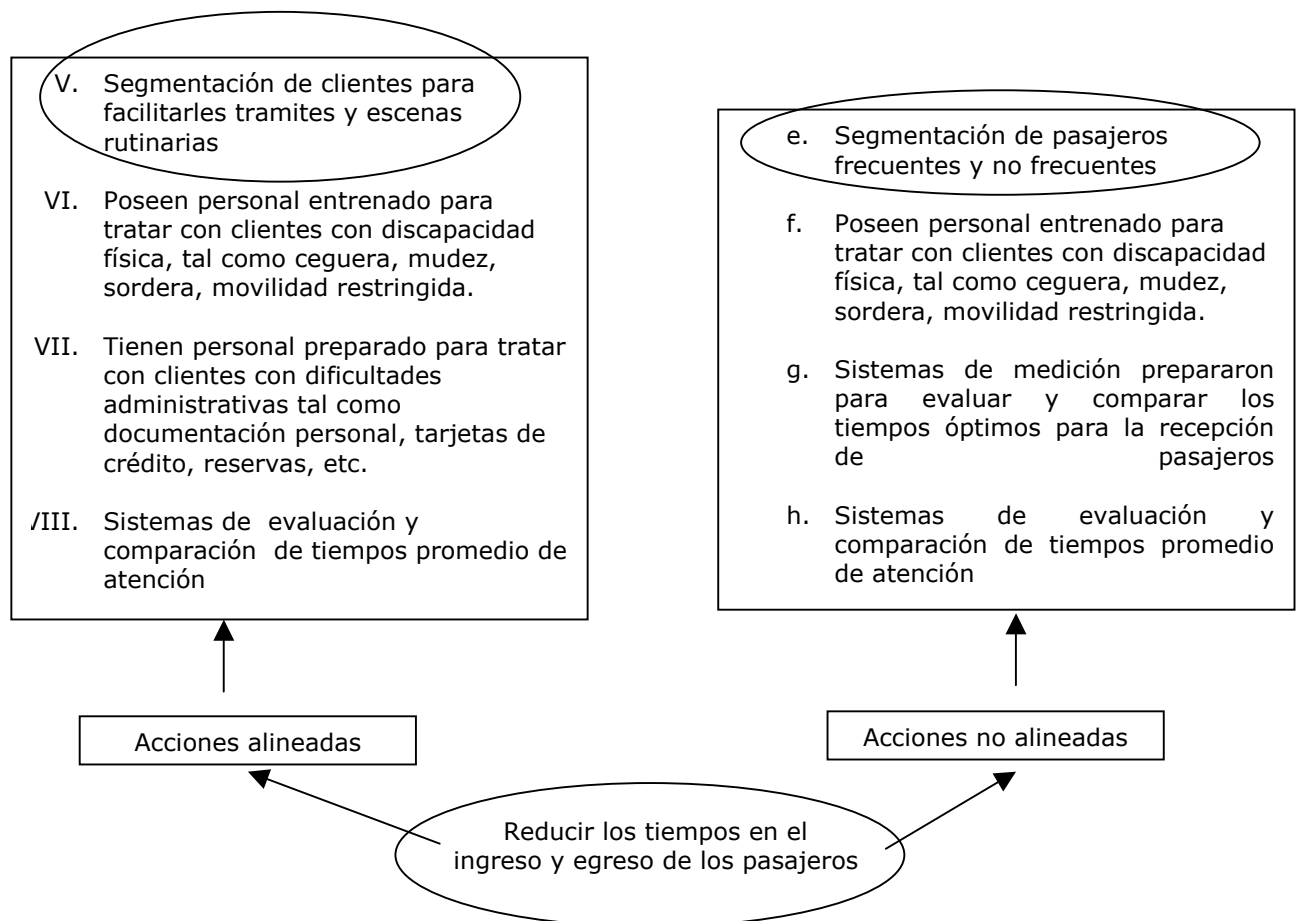 V. Segmentación de clientes para
facilitarles tramites y escenas
rutinarias
VI. Poseen personal entrenado para
tratar con clientes con discapacidad
física, tal como ceguera, mudez,
sordera, movilidad restringida.
VII. Tienen personal preparado para tratar
con clientes con dificultades
administrativas tal como
documentación personal, tarjetas de
crédito, reservas, etc.
VIII. Sistemas de evaluación y
comparación de tiempos promedio de
atención
e. Segmentación de pasajeros
frecuentes y no frecuentes
f. Poseen personal entrenado para
tratar con clientes con discapacidad
física, tal como ceguera, mudez,
sordera, movilidad restringida.
g. Sistemas de medición prepararon
para evaluar y comparar los
tiempos óptimos para la recepción
de pasajeros
h. Sistemas de evaluación y
comparación de tiempos promedio
de atención
Acciones alineadas
Acciones no alineadas
Reducir los tiempos en el
ingreso y egreso de los pasajeros